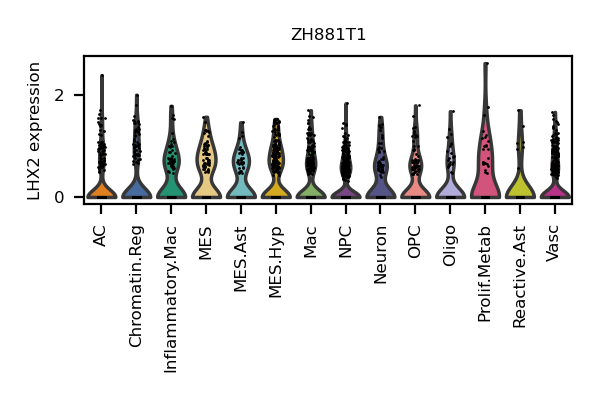 ZH881T1
LHX2 expression
2
0
AC
Chromatin.Reg
Inflammatory.Mac
MES
MES.Ast
MES.Hyp
Mac
NPC
Neuron
OPC
Oligo
Prolif.Metab
Reactive.Ast
Vasc